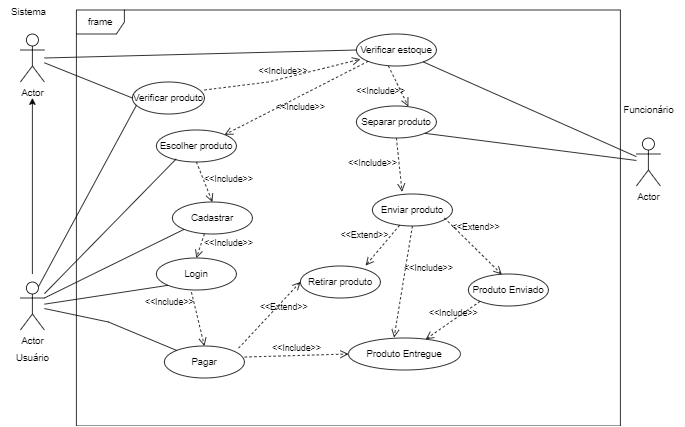 Sistema
frame
Actor
Verificar estoque
<<Include>>
Verificar produto
<<Include>>
<<Include>>
Funcionário
Separar produto
Escolher produto
<<Include>>
<<Include>>
Actor
Enviar produto
Cadastrar
<<Extend>>
<<Extend>>
<<Include>>
Login
<<Include>>
Retirar produto
Produto Enviado
<<Include>>
<<Extend>>
<<Include>>
Actor
Usuário
<<Include>>
Produto Entregue
Pagar